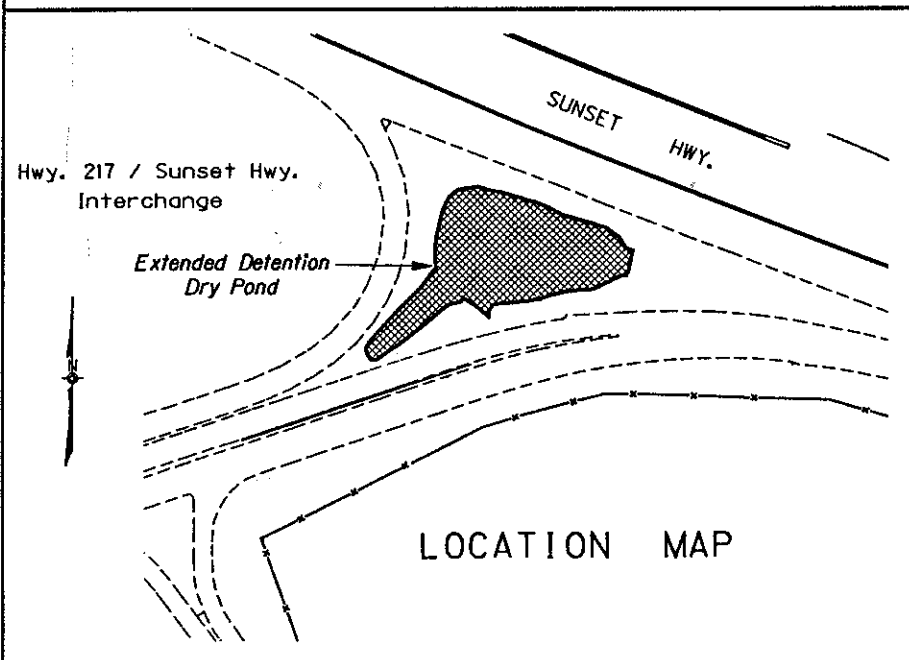 SUNSET HWY.
Hwy. 217 / Sunset Hwy.
Interchange
Extended Detention
Dry Pond
N
LOCATION MAP